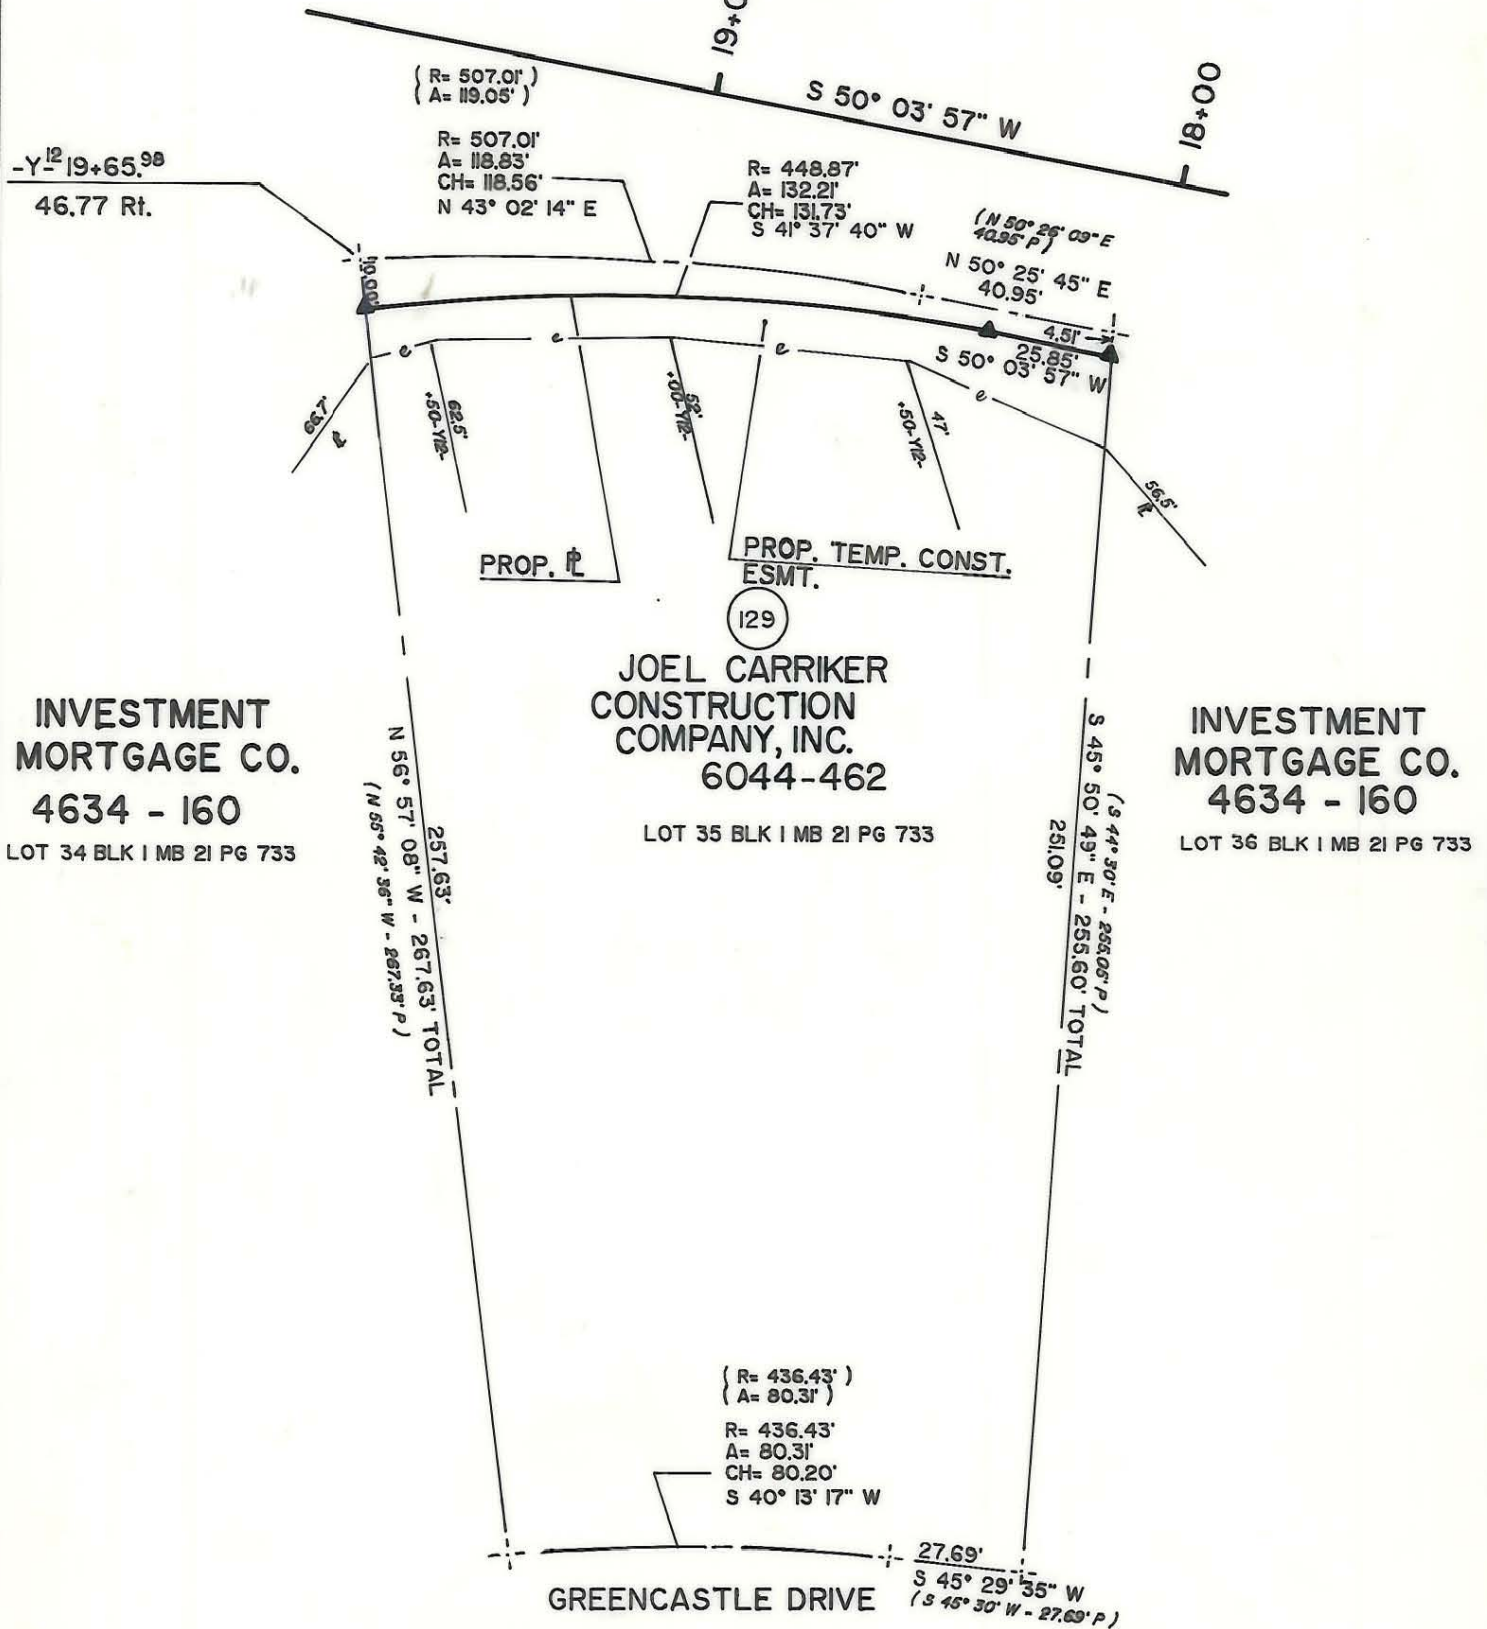 19+0
18+00
S 50° 03' 57" W
( R= 507.01' )
( A= 119.05' )
R= 507.01'
A= 118.83'
CH= 118.56'
N 43° 02' 14" E
-Y12- 19+65.98
46.77 Rt.
R= 448.87'
A= 132.21'
CH= 131.73'
S 41° 37' 40" W
(N 50° 26' 09" E
40.95' P)
N 50° 25' 45" E
40.95'
10.00'
4.51'
25.85'
S 50° 03' 57" W
e
e
e
e
66.7'
℄
62.5'
+50-Y12-
52'
+00-Y12-
47'
+50-Y12-
56.5'
PROP. ⅊
PROP. TEMP. CONST.
ESMT.
129
JOEL CARRIKER
CONSTRUCTION
COMPANY, INC.
6044-462
LOT 35 BLK 1 MB 21 PG 733
INVESTMENT
MORTGAGE CO.
4634 - 160
LOT 34 BLK 1 MB 21 PG 733
INVESTMENT
MORTGAGE CO.
4634 - 160
LOT 36 BLK 1 MB 21 PG 733
257.63'
N 56° 57' 08" W - 267.63' TOTAL
(N 55° 42' 36" W - 267.33' P)
(S 44° 30' E - 255.05' P)
S 45° 50' 49" E - 255.60' TOTAL
251.09'
( R= 436.43' )
( A= 80.31' )
R= 436.43'
A= 80.31'
CH= 80.20'
S 40° 13' 17" W
27.69'
S 45° 29' 35" W
(S 45° 30' W - 27.69' P)
GREENCASTLE DRIVE